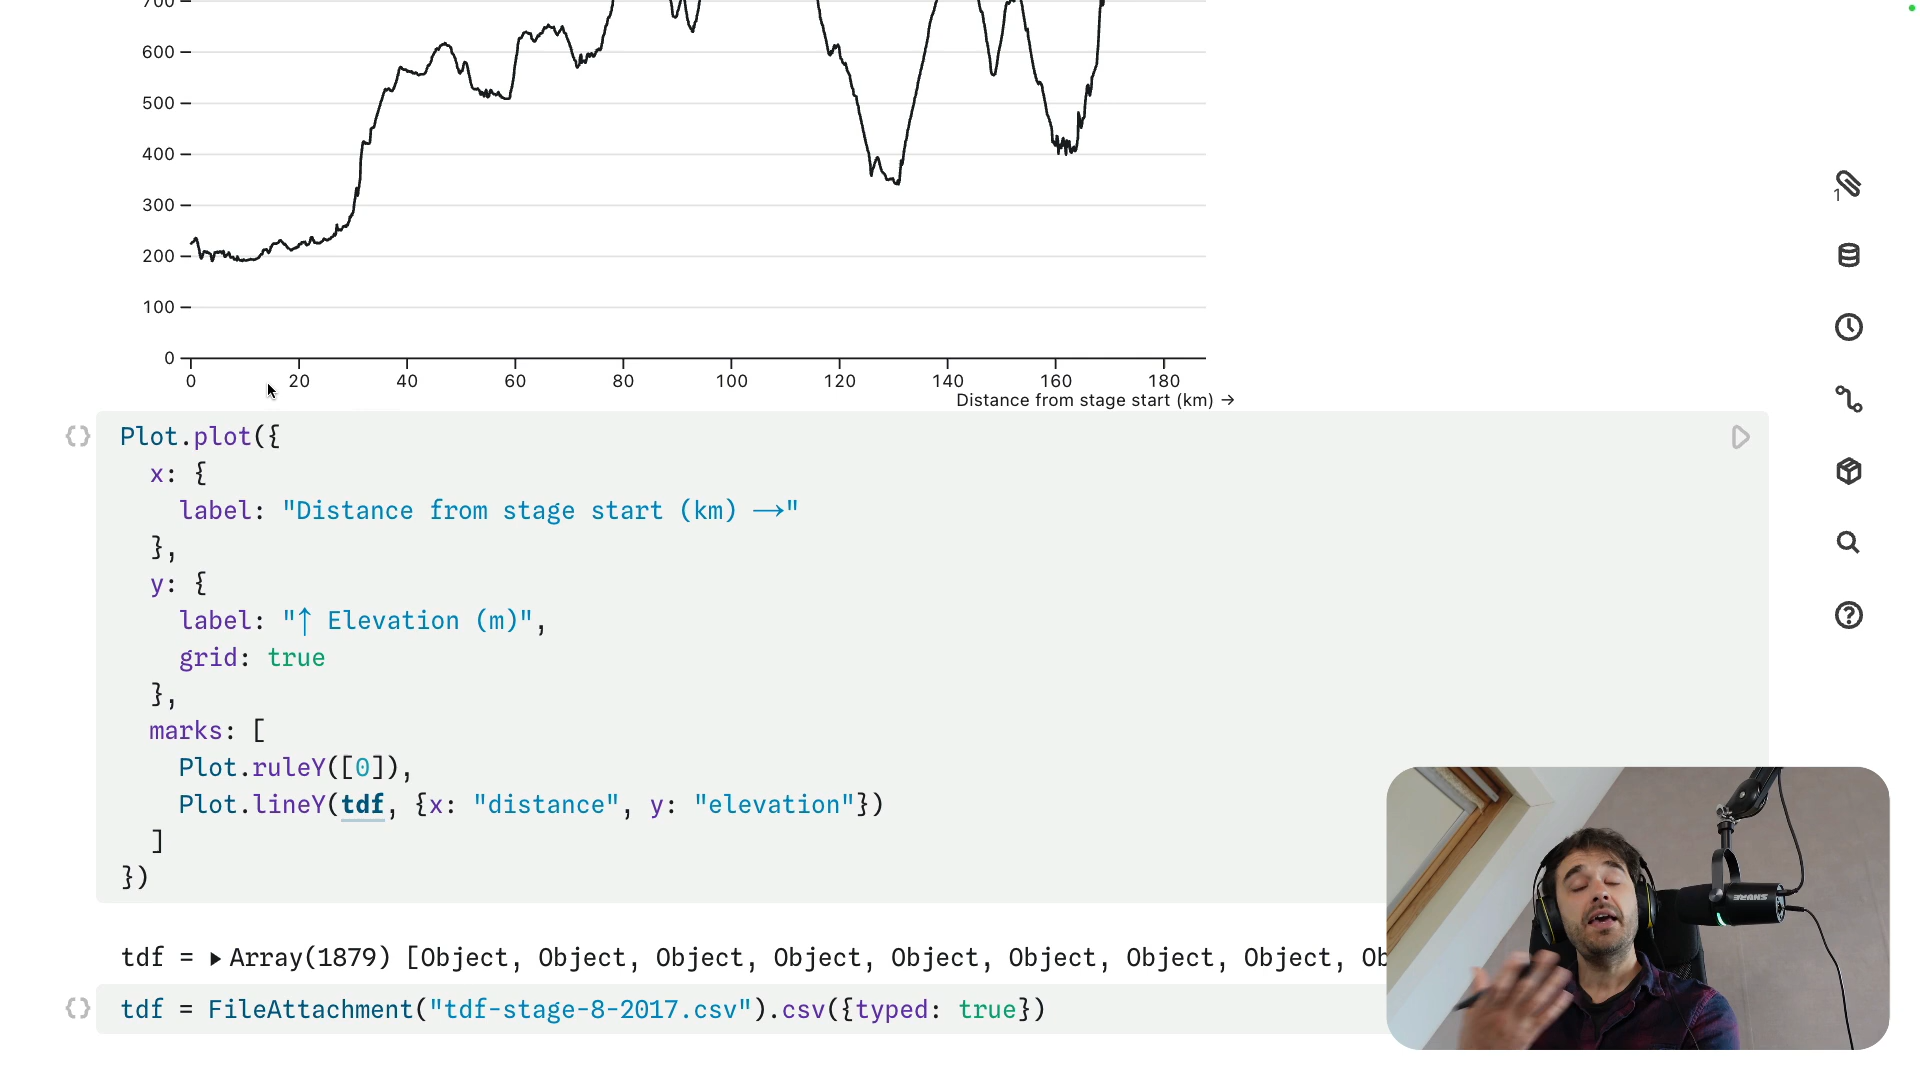 700
600
500
400
300
200
100
0
0 20 40 60 80 100 120 140 160 180
Distance from stage start (km) →
1
{} Plot.plot({
x: {
label: "Distance from stage start (km) →"
},
y: {
label: "↑ Elevation (m)",
grid: true
},
marks: [
Plot.ruleY([0]),
Plot.lineY(tdf, {x: "distance", y: "elevation"})
]
})
SHURE
tdf = ▸Array(1879) [Object, Object, Object, Object, Object, Object, Object, Object, Ob
{} tdf = FileAttachment("tdf-stage-8-2017.csv").csv({typed: true})